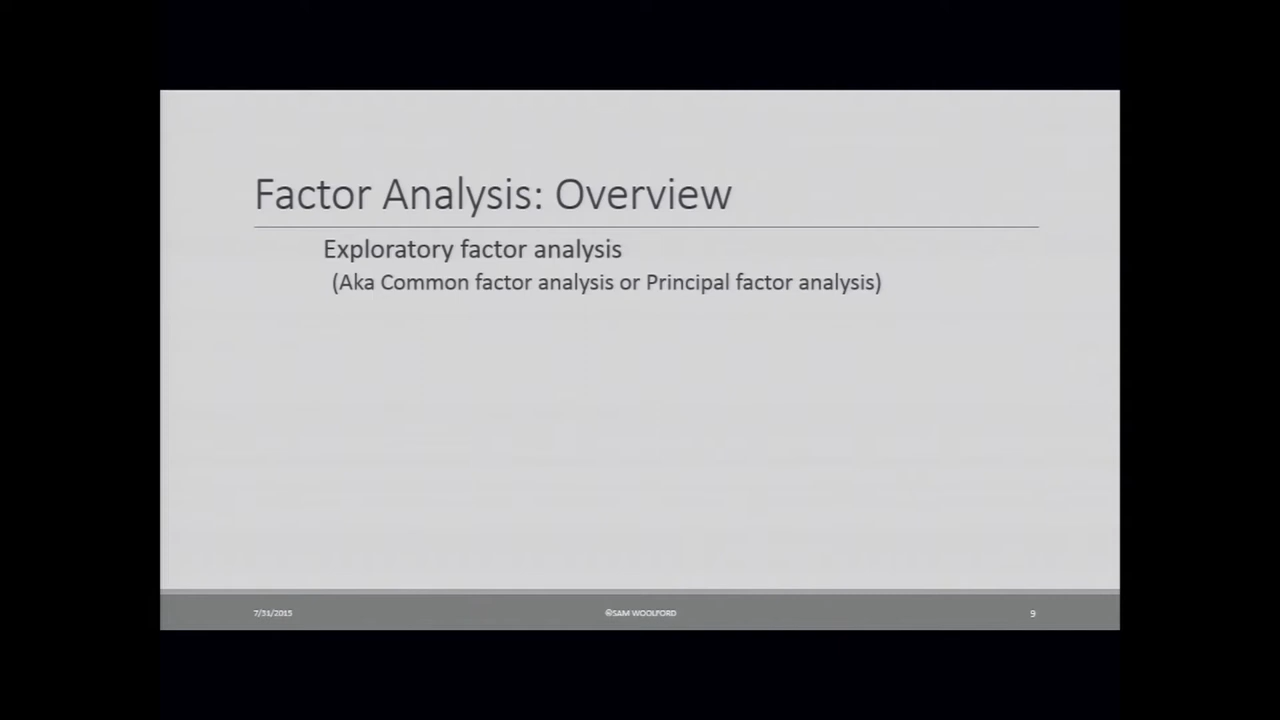 Factor Analysis: Overview
Exploratory factor analysis
(Aka Common factor analysis or Principal factor analysis)
7/31/2015
©SAM WOOLFORD
9